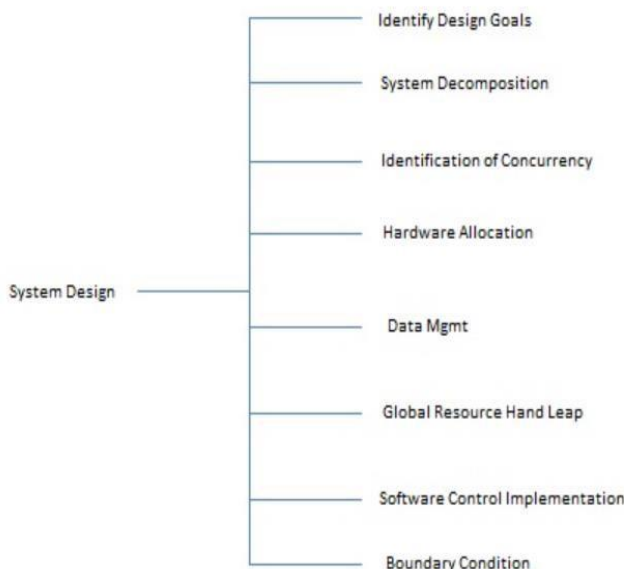 Identify Design Goals
System Decomposition
Identification of Concurrency
Hardware Allocation
System Design
Data Mgmt
Global Resource Hand Leap
Software Control Implementation
Boundary Condition